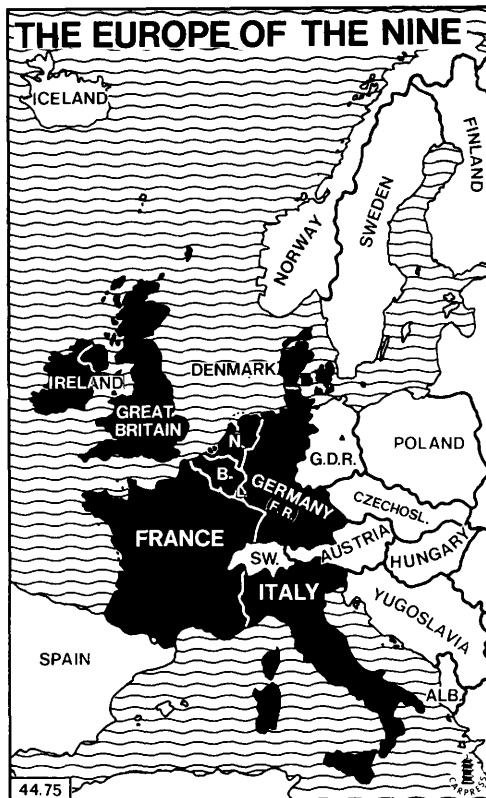 THE EUROPE OF THE NINE
ICELAND
FINLAND
SWEDEN
NORWAY
DENMARK
IRELAND
GREAT
BRITAIN
N.
B.
L.
G.D.R.
POLAND
GERMANY
(F.R.)
CZECHOSL.
FRANCE
SW.
AUSTRIA
HUNGARY
ITALY
YUGOSLAVIA
SPAIN
ALB.
44.75
CARPRESS